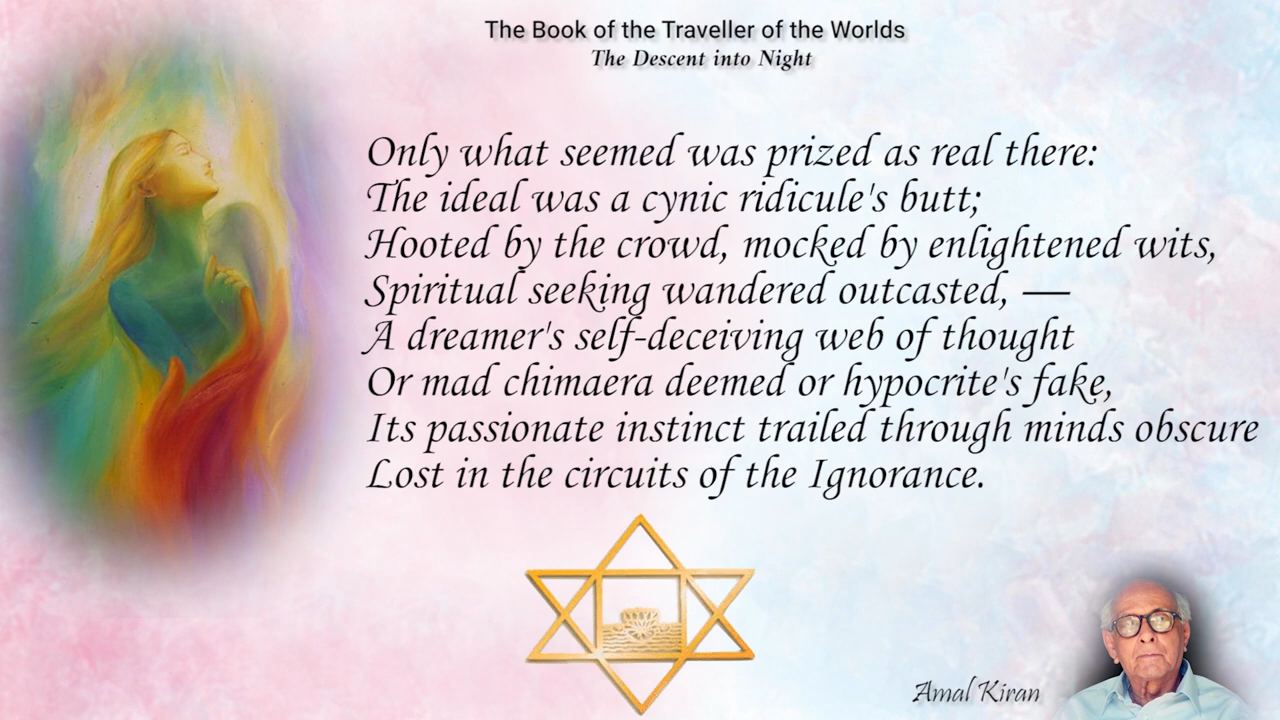 The Book of the Traveller of the Worlds
The Descent into Night
Only what seemed was prized as real there:
The ideal was a cynic ridicule's butt;
Hooted by the crowd, mocked by enlightened wits,
Spiritual seeking wandered outcasted, —
A dreamer's self-deceiving web of thought
Or mad chimaera deemed or hypocrite's fake,
Its passionate instinct trailed through minds obscure
Lost in the circuits of the Ignorance.
Amal Kiran